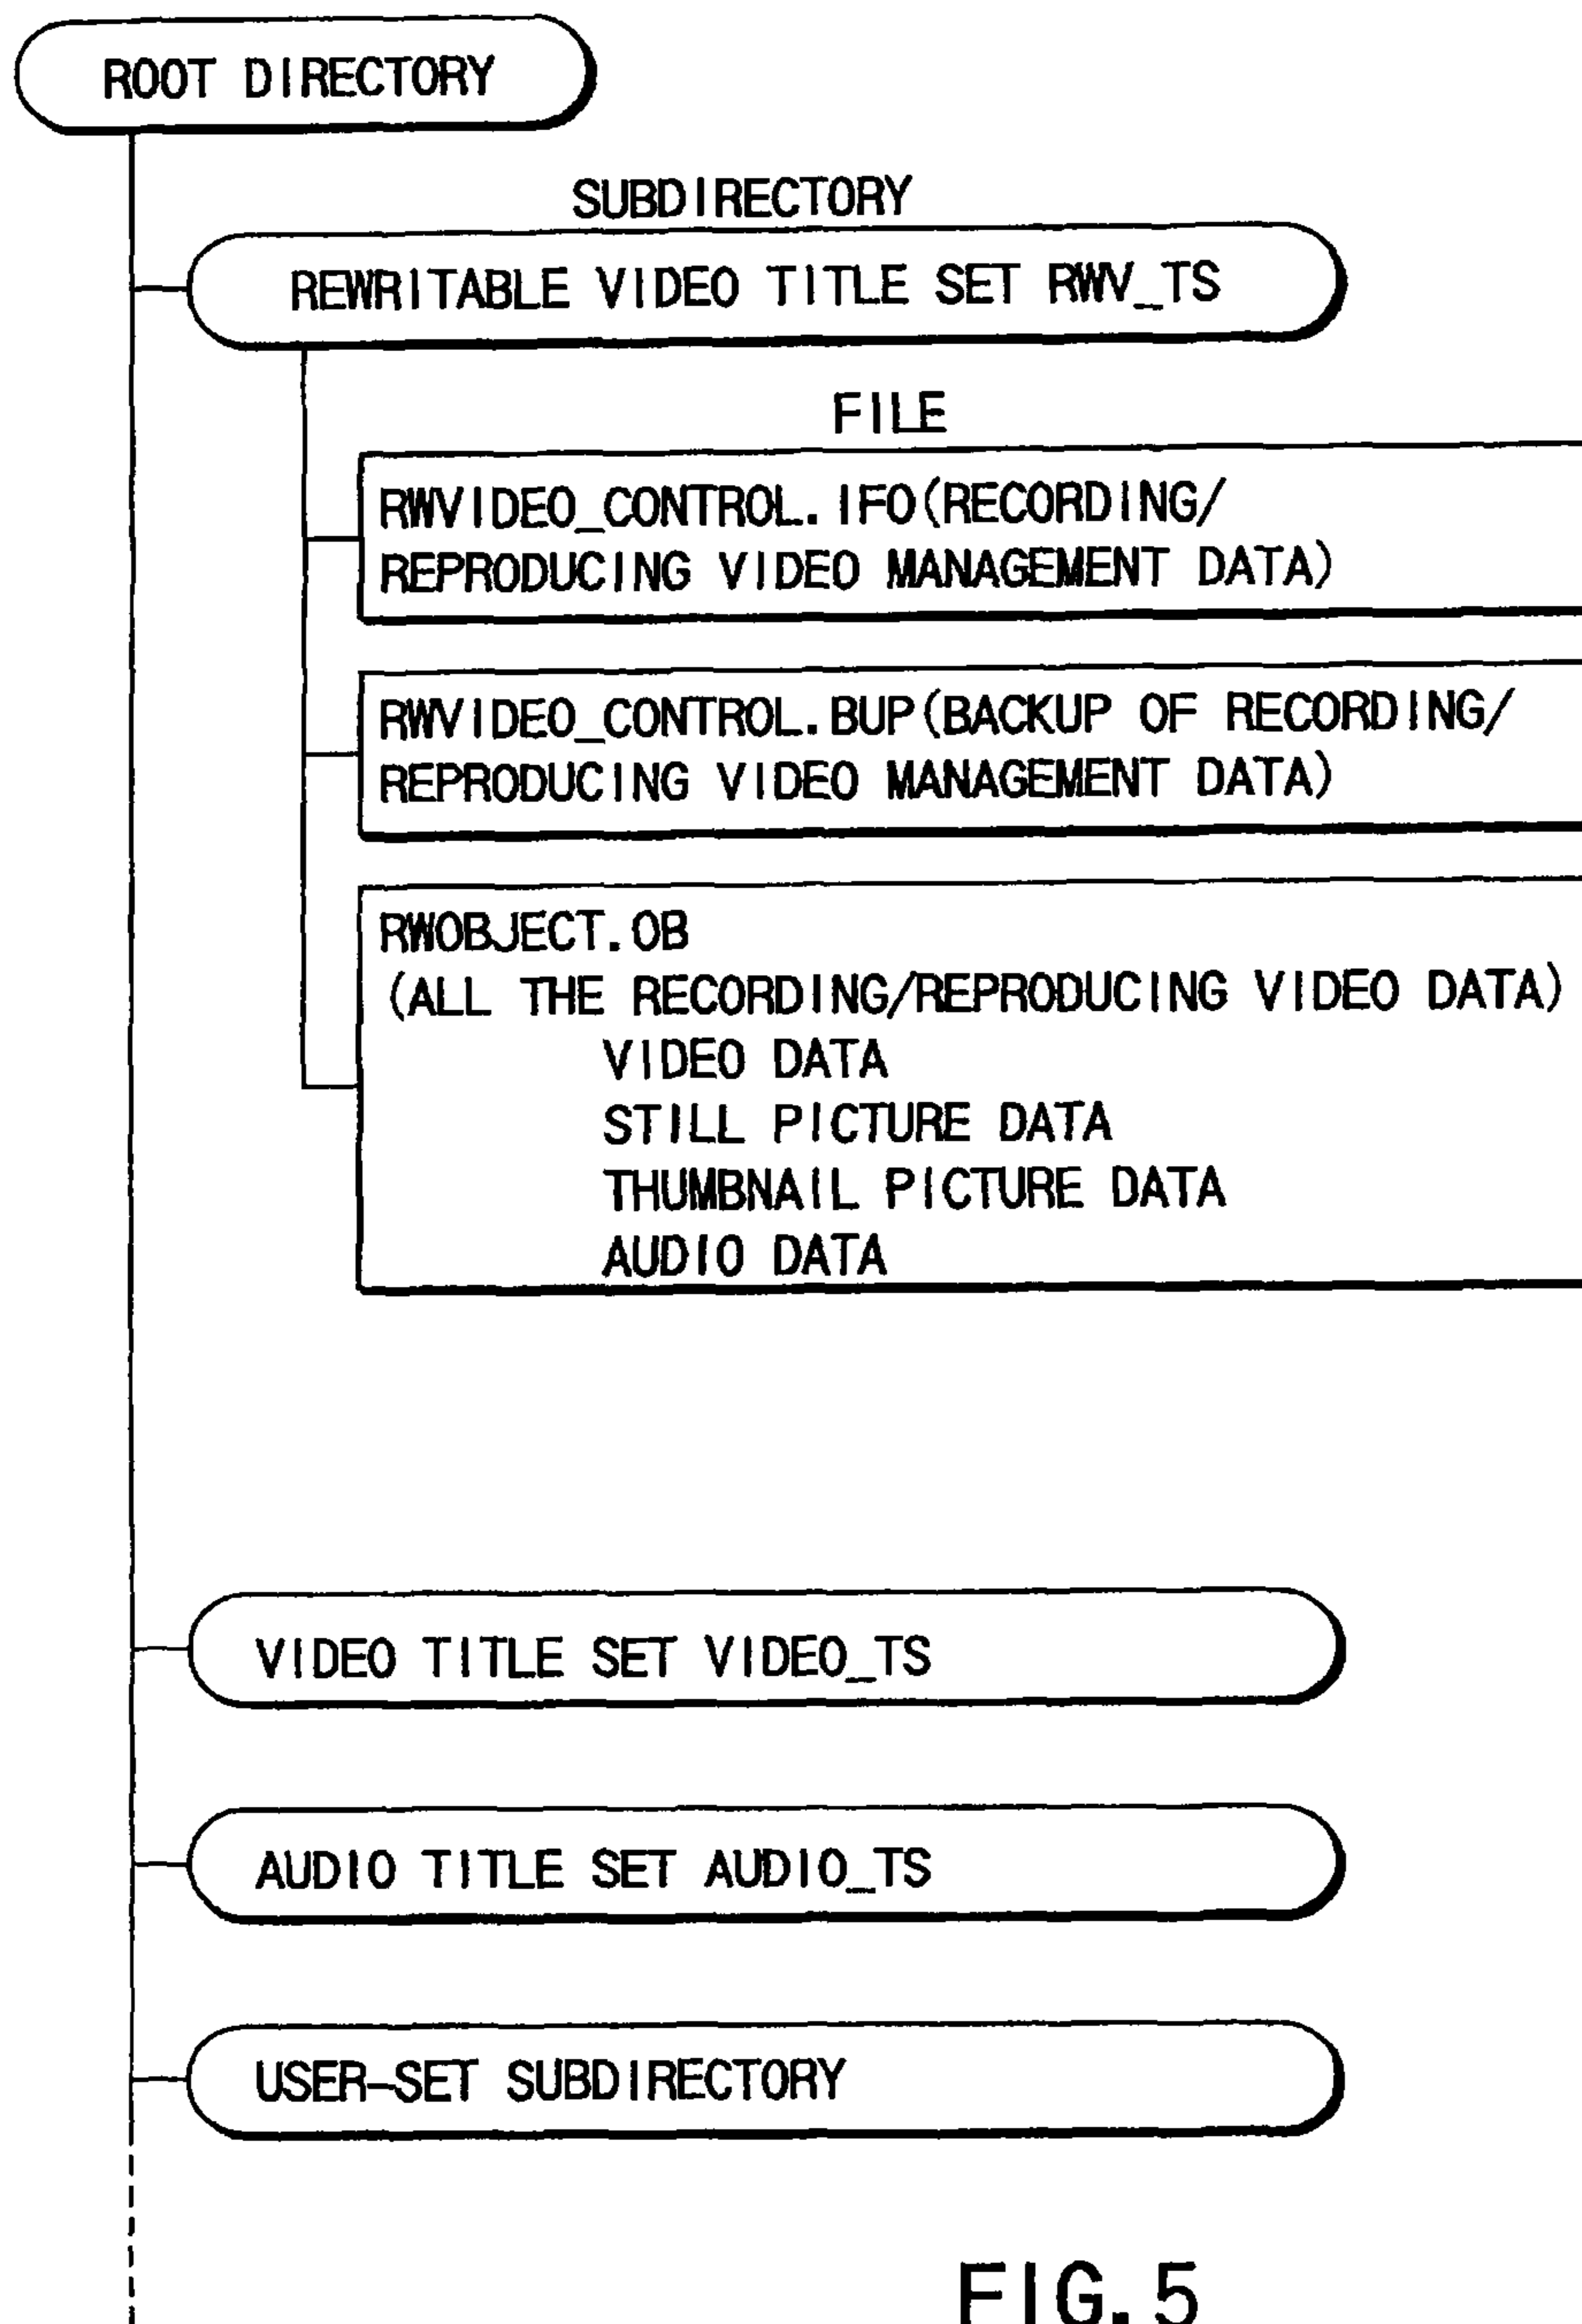 ROOT DIRECTORY
SUBDIRECTORY
REWRITABLE VIDEO TITLE SET RWV_TS
FILE
RWVIDEO_CONTROL.IFO(RECORDING/
REPRODUCING VIDEO MANAGEMENT DATA)
RWVIDEO_CONTROL.BUP(BACKUP OF RECORDING/
REPRODUCING VIDEO MANAGEMENT DATA)
RWOBJECT.OB
(ALL THE RECORDING/REPRODUCING VIDEO DATA)
VIDEO DATA
STILL PICTURE DATA
THUMBNAIL PICTURE DATA
AUDIO DATA
VIDEO TITLE SET VIDEO_TS
AUDIO TITLE SET AUDIO_TS
USER-SET SUBDIRECTORY
FIG.5